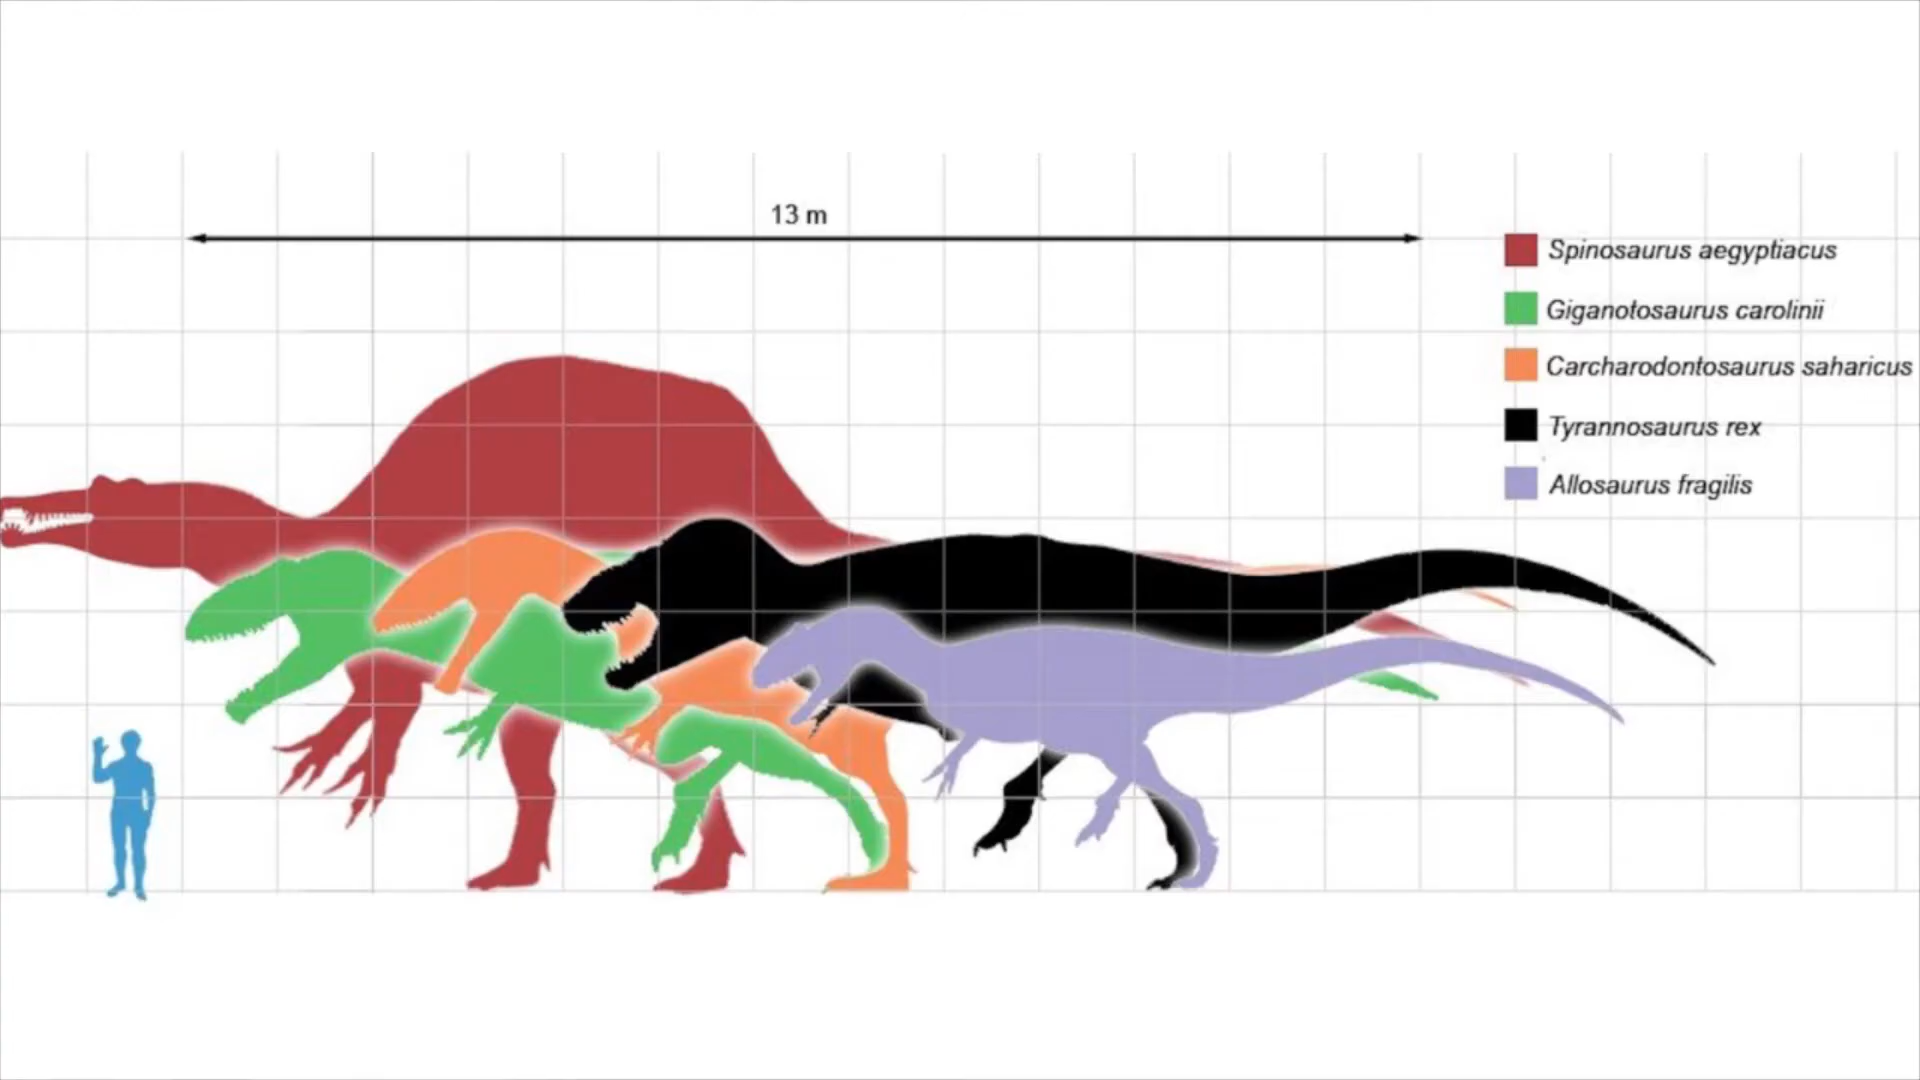 13 m
Spinosaurus aegyptiacus
Giganotosaurus carolinii
Carcharodontosaurus saharicus
Tyrannosaurus rex
Allosaurus fragilis